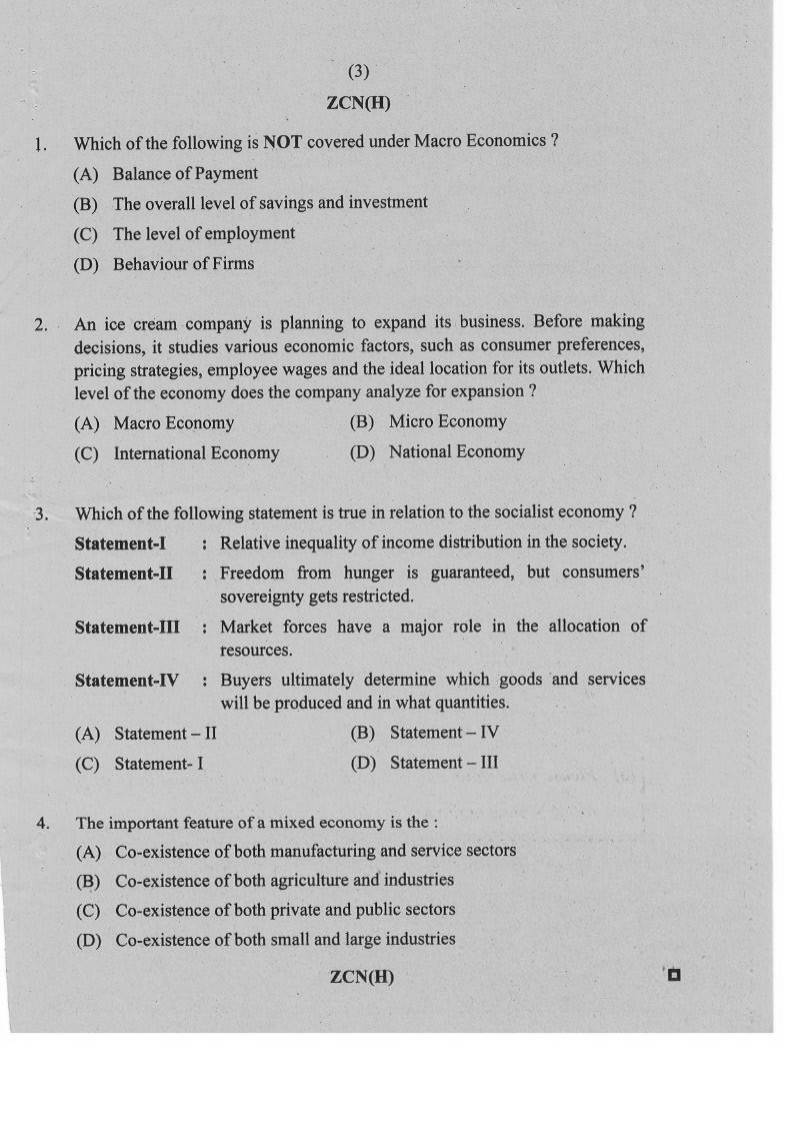 (3)
ZCN(H)
1. Which of the following is NOT covered under Macro Economics ?
(A) Balance of Payment
(B) The overall level of savings and investment
(C) The level of employment
(D) Behaviour of Firms
2. An ice cream company is planning to expand its business. Before making
decisions, it studies various economic factors, such as consumer preferences,
pricing strategies, employee wages and the ideal location for its outlets. Which
level of the economy does the company analyze for expansion ?
(A) Macro Economy (B) Micro Economy
(C) International Economy (D) National Economy
3. Which of the following statement is true in relation to the socialist economy ?
Statement-I : Relative inequality of income distribution in the society.
Statement-II : Freedom from hunger is guaranteed, but consumers'
sovereignty gets restricted.
Statement-III : Market forces have a major role in the allocation of
resources.
Statement-IV : Buyers ultimately determine which goods and services
will be produced and in what quantities.
(A) Statement – II (B) Statement – IV
(C) Statement- I (D) Statement – III
4. The important feature of a mixed economy is the :
(A) Co-existence of both manufacturing and service sectors
(B) Co-existence of both agriculture and industries
(C) Co-existence of both private and public sectors
(D) Co-existence of both small and large industries
ZCN(H)